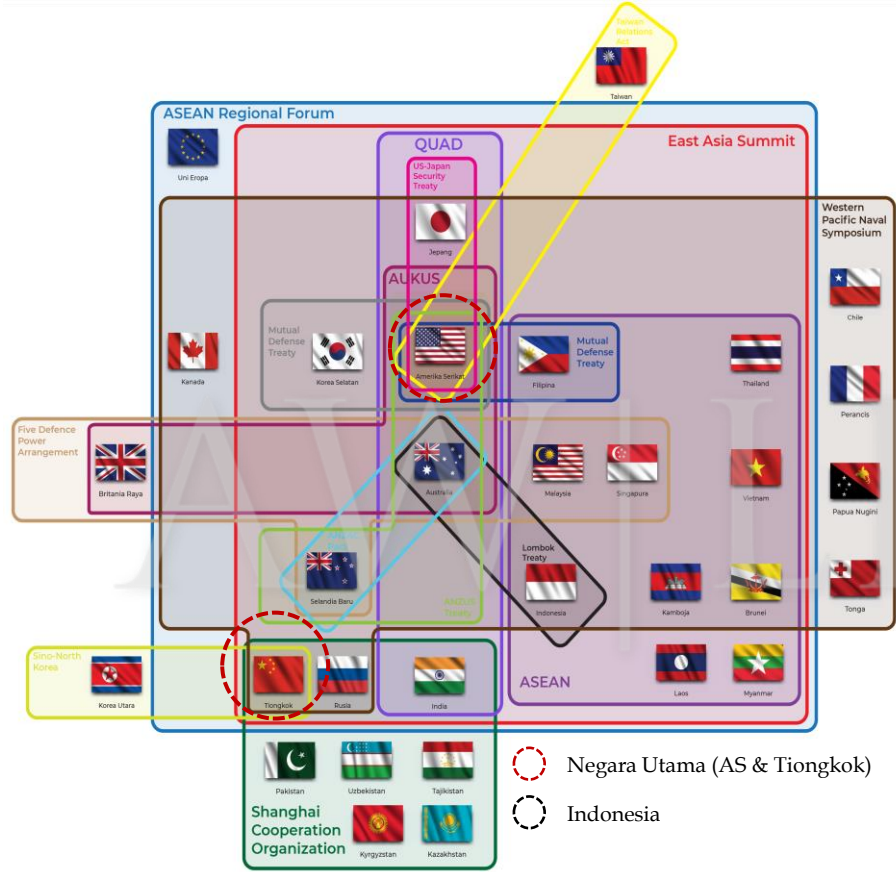 Taiwan
Relations
Act
Taiwan
ASEAN Regional Forum
QUAD
East Asia Summit
Uni Eropa
US-Japan
Security
Treaty
Jepang
Western
Pacific Naval
Symposium
AUKUS
Chile
Mutual
Defense
Treaty
Kanada
Korea Selatan
Amerika Serikat
Filipina
Mutual
Defense
Treaty
Thailand
Perancis
Five Defence
Power
Arrangement
Britania Raya
Australia
Malaysia
Singapura
Vietnam
Papua Nugini
Selandia Baru
ANZUS
Treaty
Lombok
Treaty
Indonesia
Kamboja
Brunei
Tonga
Sino-North
Korea
Korea Utara
Tiongkok
Rusia
India
ASEAN
Laos
Myanmar
Pakistan
Uzbekistan
Tajikistan
Shanghai
Cooperation
Organization
Kyrgyzstan
Kazakhstan
Negara Utama (AS & Tiongkok)
Indonesia